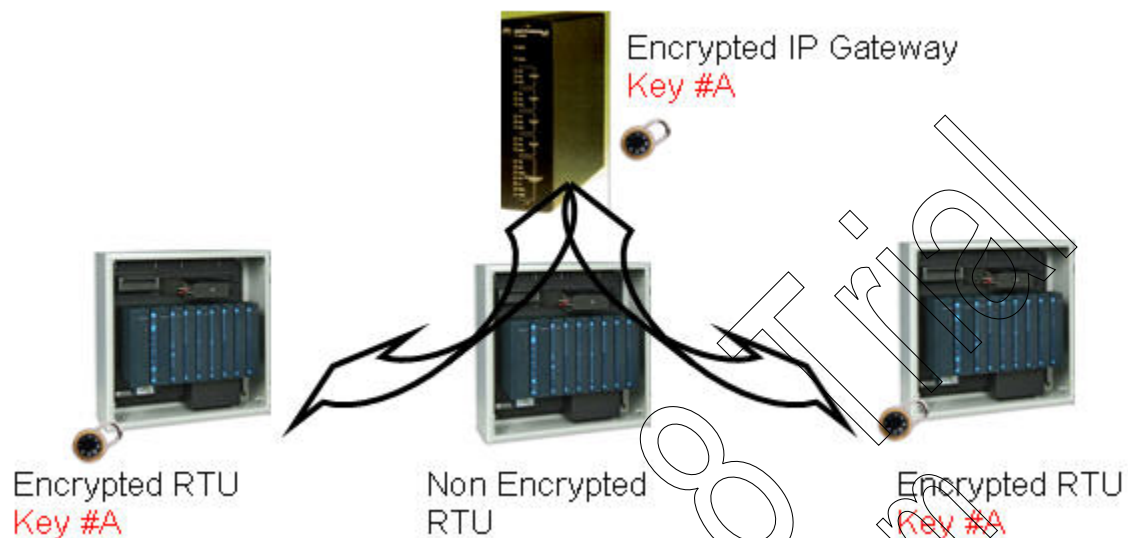 Encrypted IP Gateway
Key #A
Encrypted RTU
Key #A
Non Encrypted
RTU
Encrypted RTU
Key #A
8 Trial